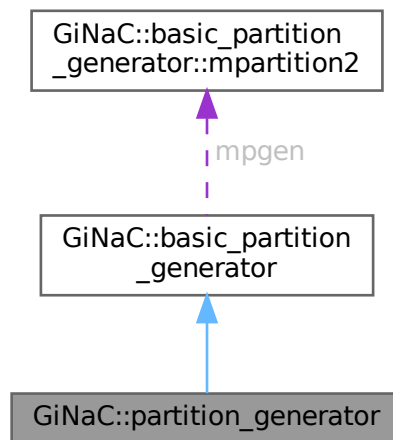 GiNaC::basic_partition
_generator::mpartition2
mpgen
GiNaC::basic_partition
_generator
GiNaC::partition_generator